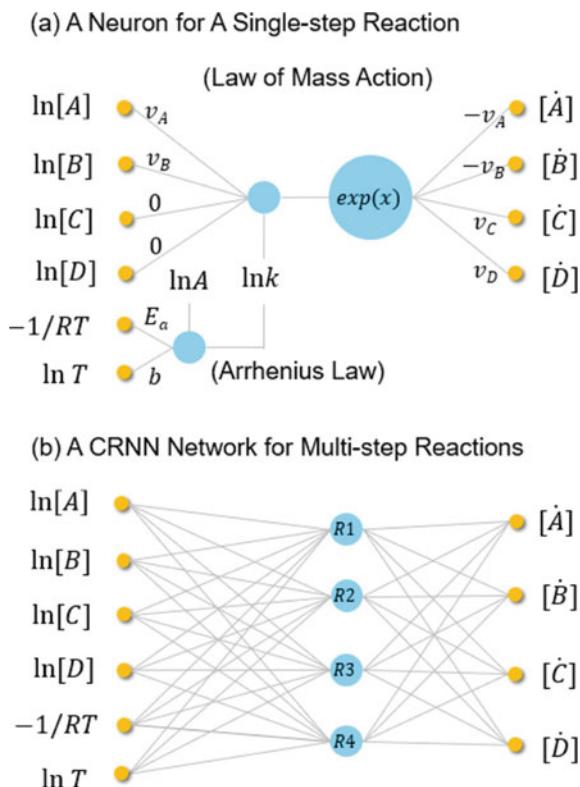 (a) A Neuron for A Single-step Reaction
(Law of Mass Action)
ln[A] v_A −v_A [Ȧ]
ln[B] v_B exp(x) −v_B [Ḃ]
ln[C] 0 v_C [Ċ]
ln[D] 0 v_D [Ḋ]
lnA lnk
−1/RT E_a
ln T b (Arrhenius Law)
(b) A CRNN Network for Multi-step Reactions
ln[A] R1 [Ȧ]
ln[B] R2 [Ḃ]
ln[C]
ln[D] R3 [Ċ]
−1/RT R4 [Ḋ]
ln T